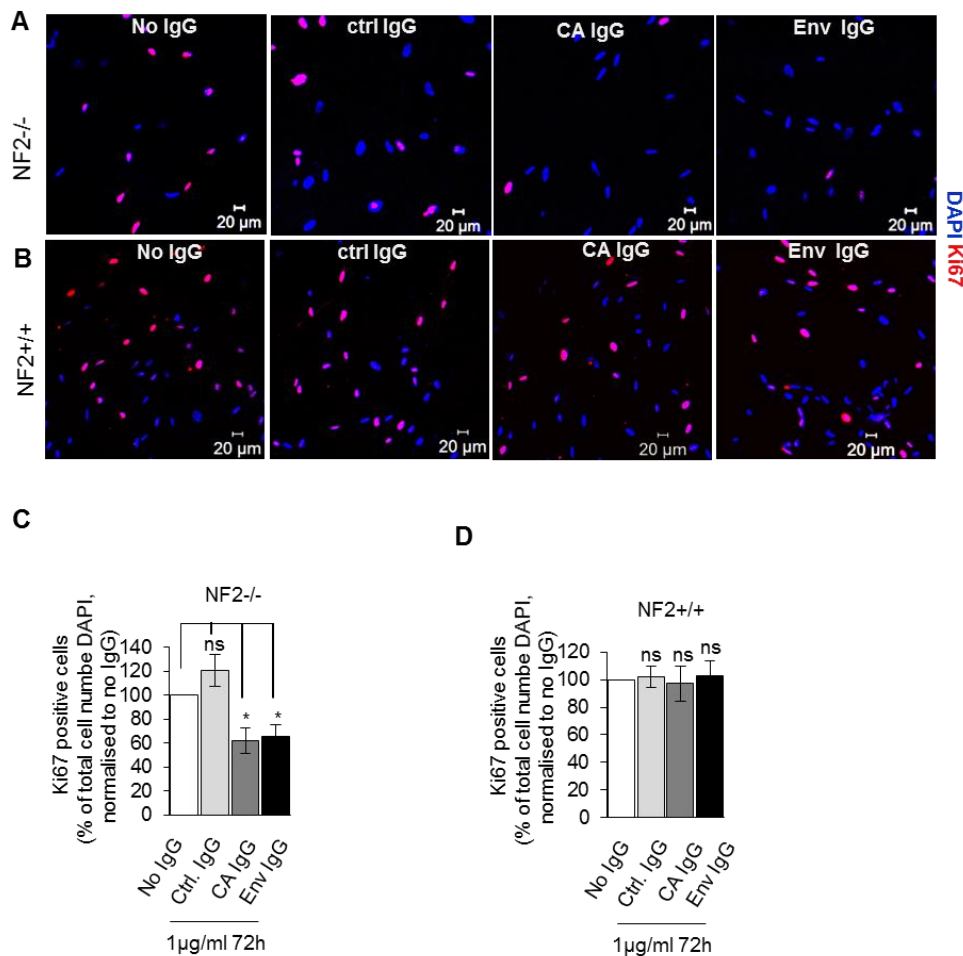 A
No IgG
ctrl IgG
CA IgG
Env IgG
NF2-/-
20 µm
20 µm
20 µm
20 µm
DAPI Ki67
B
No IgG
ctrl IgG
CA IgG
Env IgG
NF2+/+
20 µm
20 µm
20 µm
20 µm
C
NF2-/-
Ki67 positive cells
(% of total cell numbe DAPI,
normalised to no IgG)
140
120
100
80
60
40
20
0
ns
*
*
No IgG
Ctrl. IgG
CA IgG
Env IgG
1µg/ml 72h
D
NF2+/+
Ki67 positive cells
(% of total cell numbe DAPI,
normalised to no IgG)
120
100
80
60
40
20
0
ns
ns
ns
No IgG
Ctrl. IgG
CA IgG
Env IgG
1µg/ml 72h